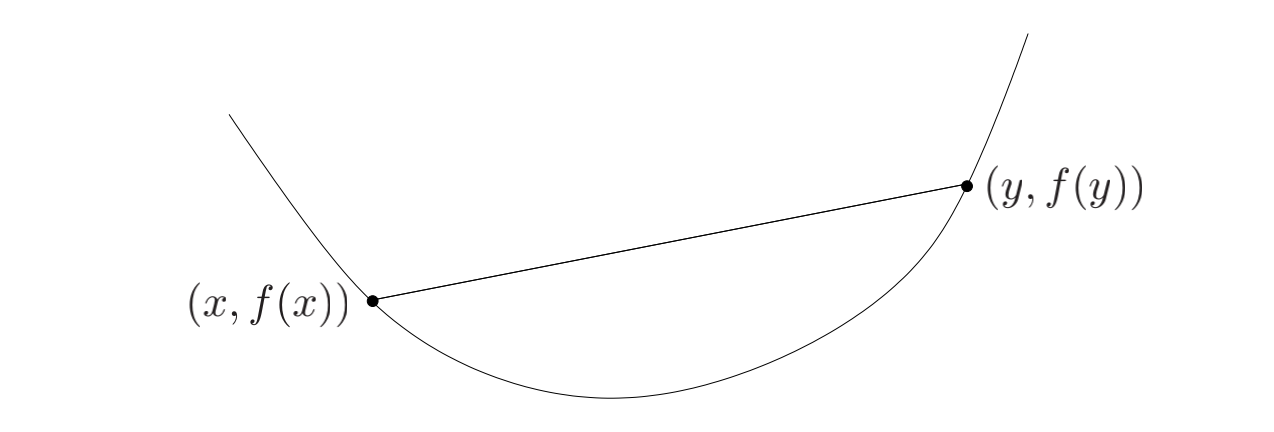 (y, f(y))
(x, f(x))